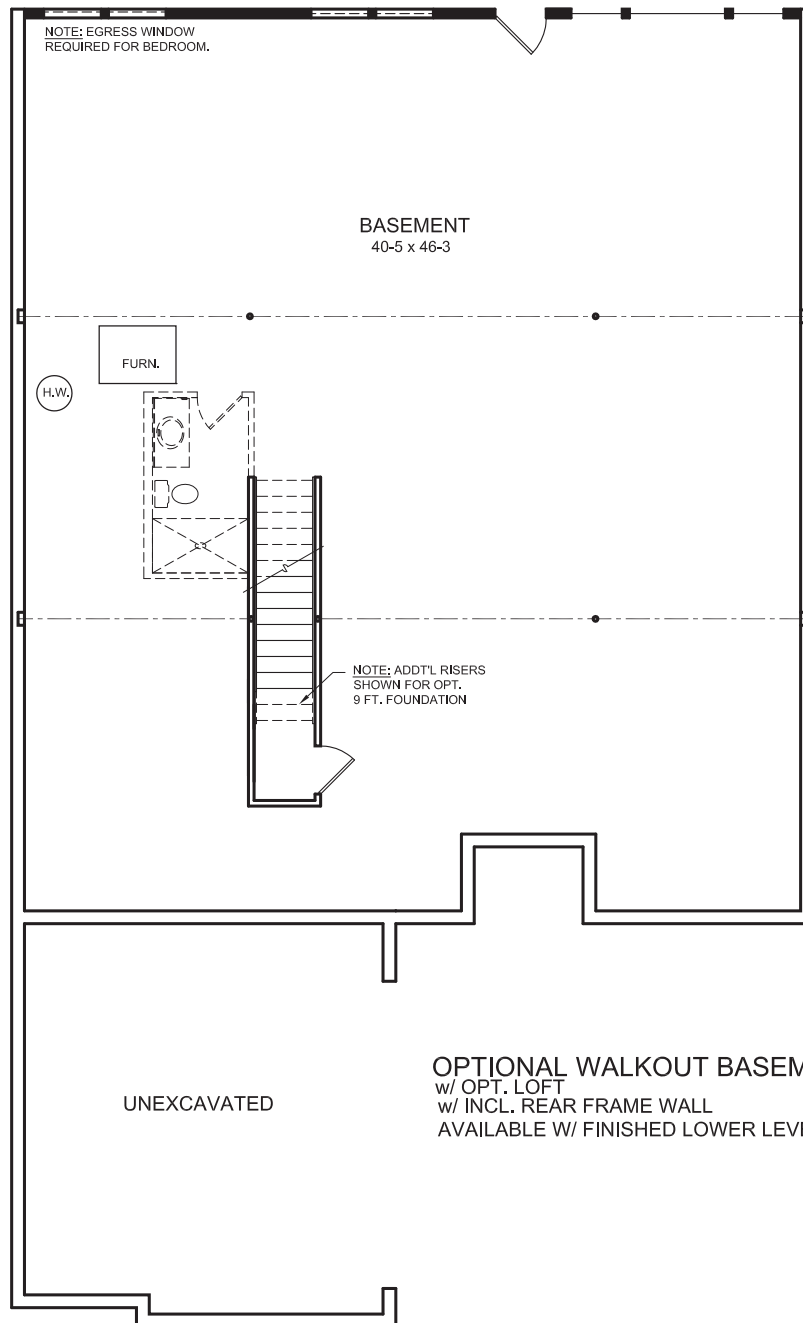 NOTE: EGRESS WINDOW
REQUIRED FOR BEDROOM.
BASEMENT
40-5 x 46-3
FURN.
H.W.
NOTE: ADDT'L RISERS
SHOWN FOR OPT.
9 FT. FOUNDATION
UNEXCAVATED
OPTIONAL WALKOUT BASEM
w/ OPT. LOFT
w/ INCL. REAR FRAME WALL
AVAILABLE W/ FINISHED LOWER LEV